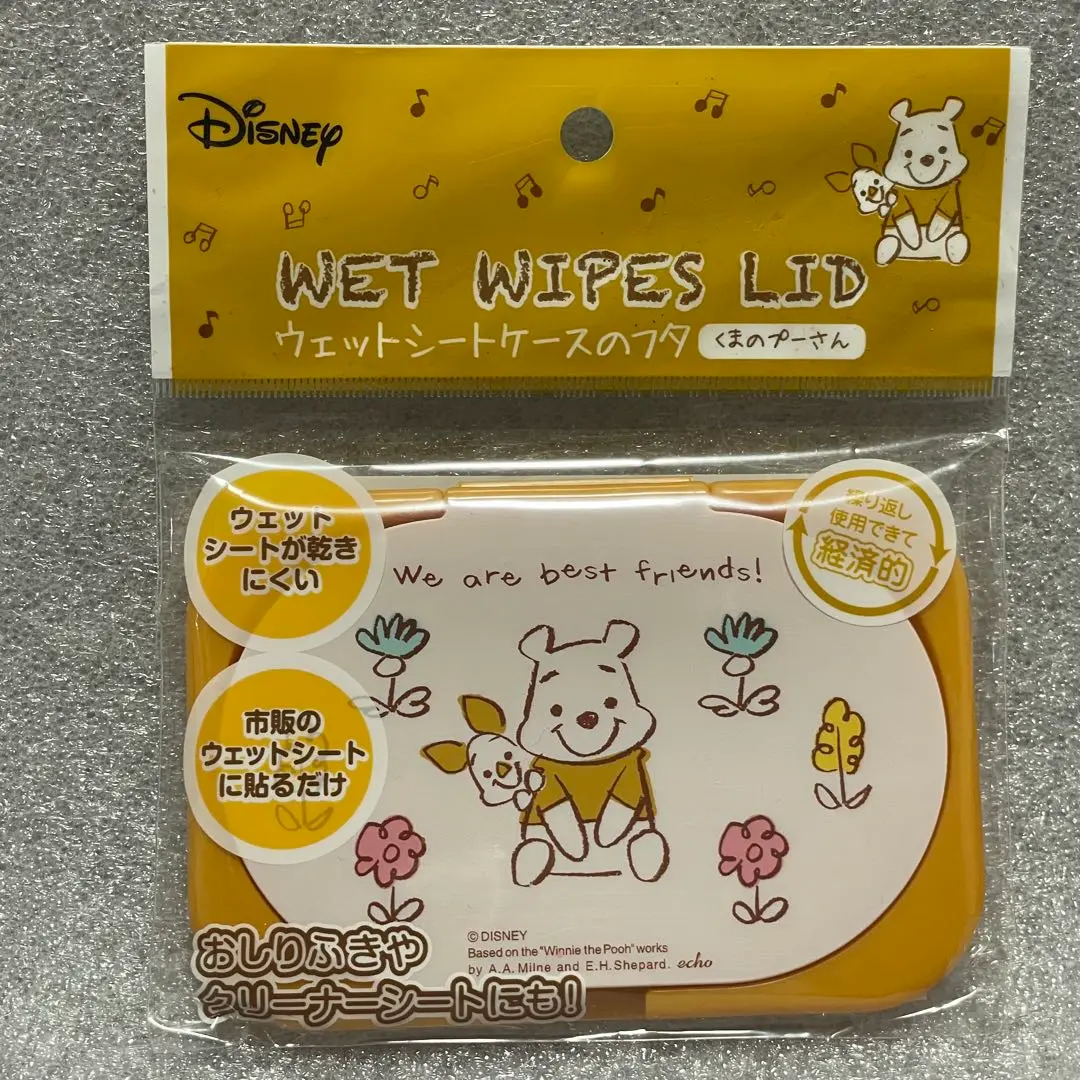 Disney
WET WIPES LID
ウェットシートケースのフタ くまのプーさん
ウェット
シートが乾き
にくい
繰り返し
使用できて
経済的
We are best friends!
市販の
ウェットシート
に貼るだけ
おしりふきや
クリーナーシートにも!
©DISNEY
Based on the "Winnie the Pooh" works
by A.A. Milne and E.H. Shepard. echo